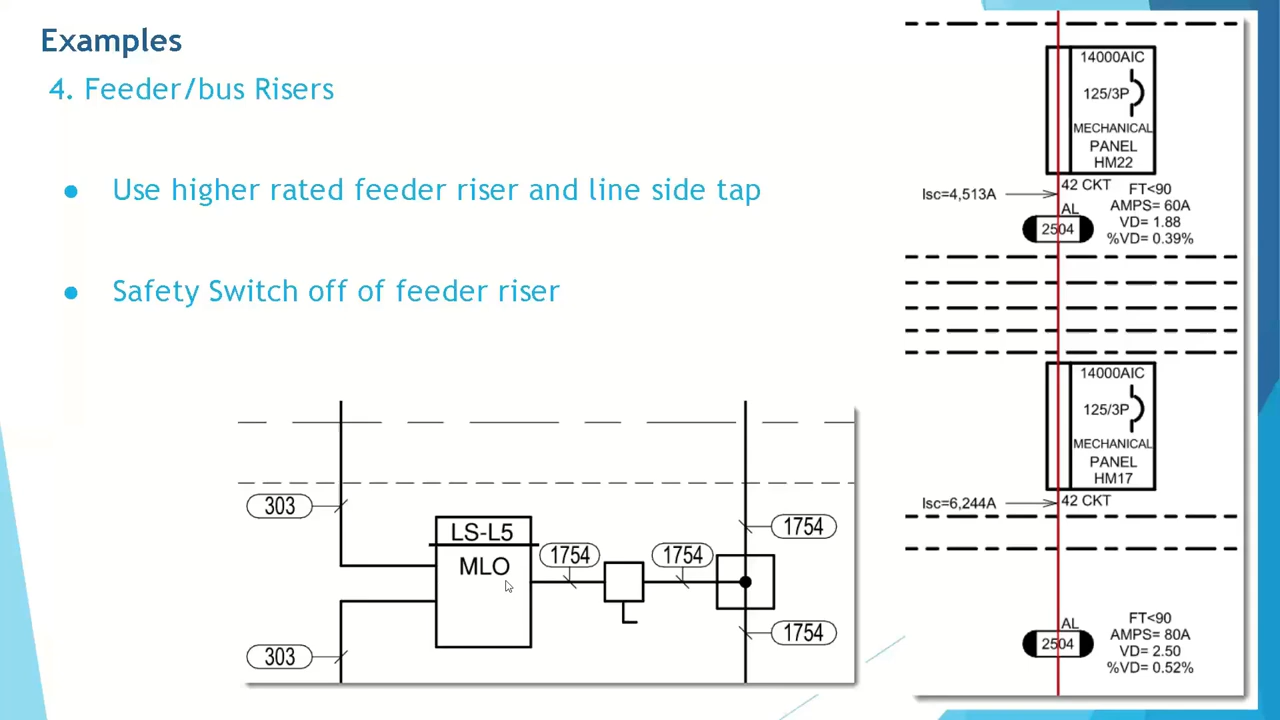 Examples
4. Feeder/bus Risers
● Use higher rated feeder riser and line side tap
● Safety Switch off of feeder riser
303
LS-L5
MLO
1754
1754
1754
1754
303
14000AIC
125/3P
MECHANICAL
PANEL
HM22
42 CKT
Isc=4,513A
AL
2504
FT<90
AMPS= 60A
VD= 1.88
%VD= 0.39%
14000AIC
125/3P
MECHANICAL
PANEL
HM17
42 CKT
Isc=6,244A
AL
2504
FT<90
AMPS= 80A
VD= 2.50
%VD= 0.52%